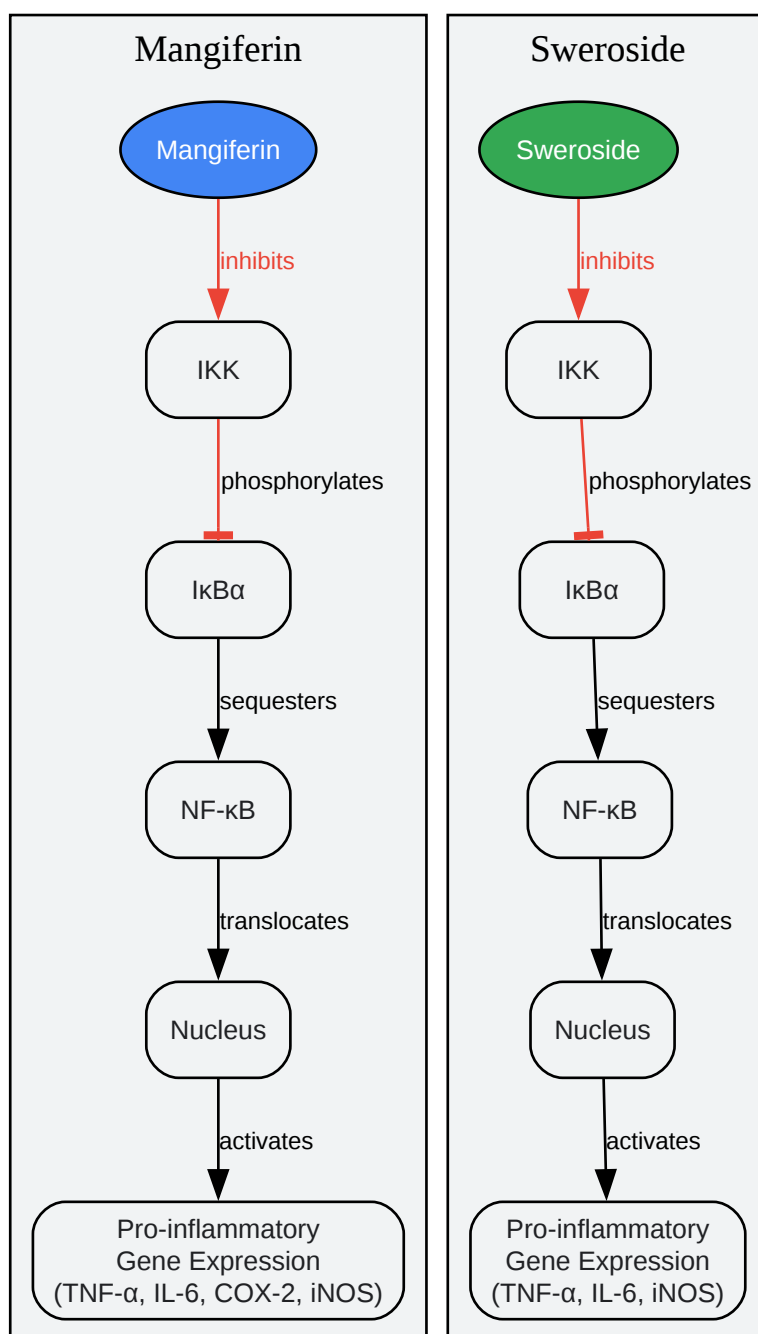 Mangiferin
Mangiferin
inhibits
IKK
phosphorylates
IκBα
sequesters
NF-κB
translocates
Nucleus
activates
Pro-inflammatory
Gene Expression
(TNF-α, IL-6, COX-2, iNOS)
Sweroside
Sweroside
inhibits
IKK
phosphorylates
IκBα
sequesters
NF-κB
translocates
Nucleus
activates
Pro-inflammatory
Gene Expression
(TNF-α, IL-6, iNOS)